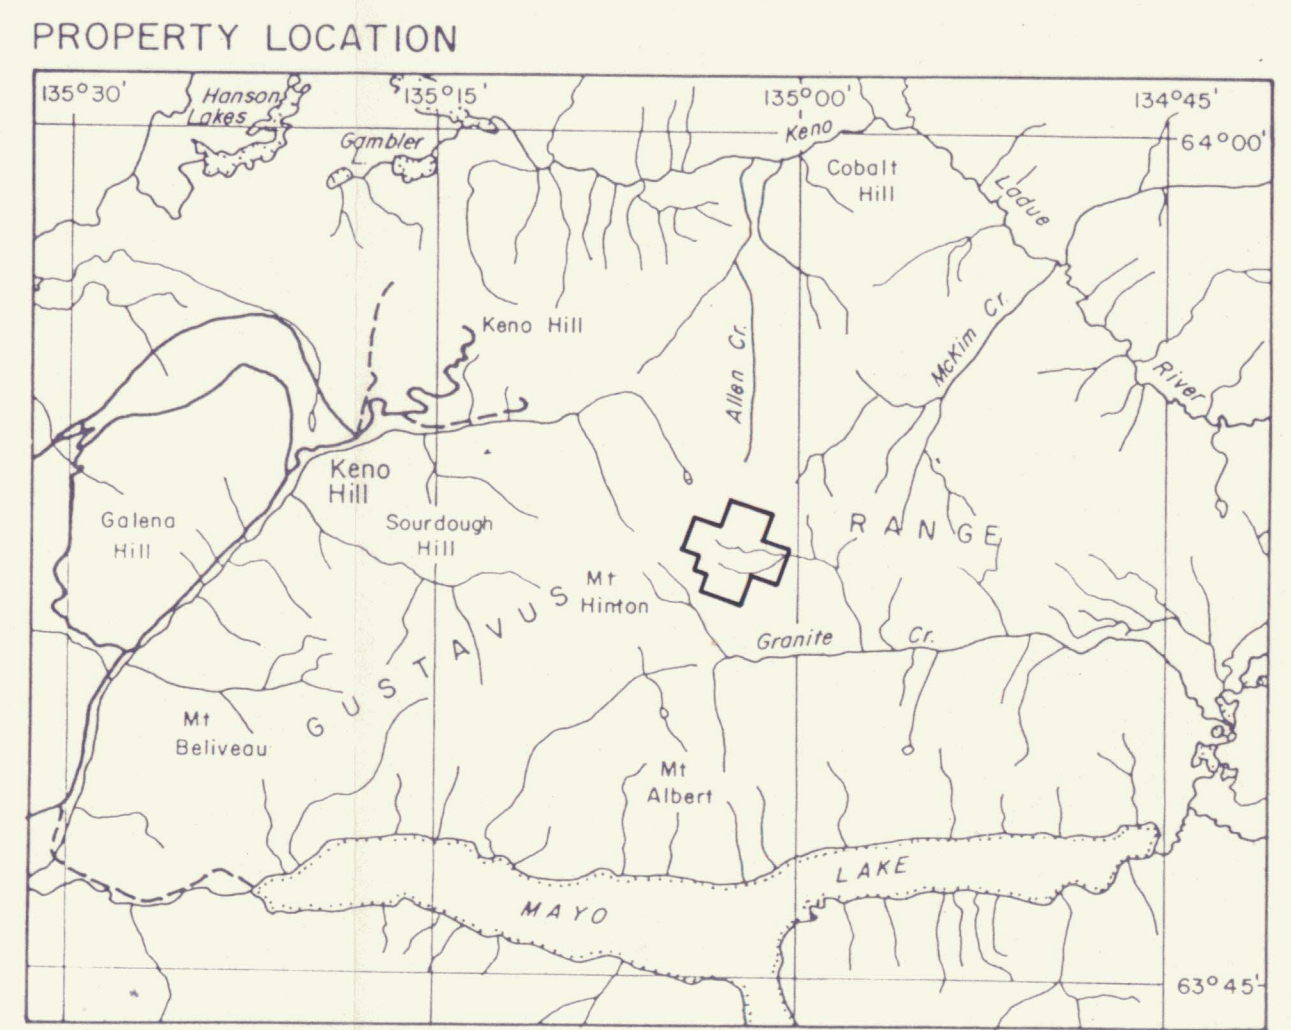 PROPERTY LOCATION
135°30'
Hanson
Lakes
135°15'
135°00'
134°45'
Gambler
Keno
64°00'
Cobalt
Hill
Ladue
Keno Hill
Allen Cr.
McKim Cr.
River
Keno
Hill
Galena
Hill
Sourdough
Hill
RANGE
Mt
Hinton
GUSTAVUS
Granite Cr.
Mt
Beliveau
Mt
Albert
LAKE
MAYO
63°45'